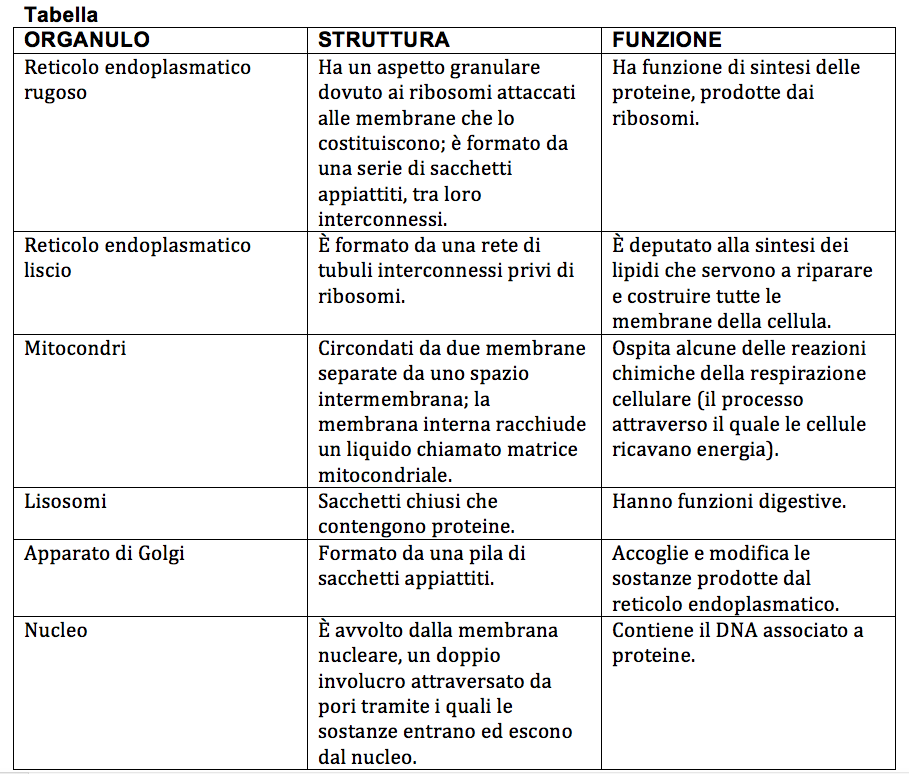 Tabella
ORGANULO
STRUTTURA
FUNZIONE
Reticolo endoplasmatico
rugoso
Ha un aspetto granulare
dovuto ai ribosomi attaccati
alle membrane che lo
costituiscono; è formato da
una serie di sacchetti
appiattiti, tra loro
interconnessi.
Ha funzione di sintesi delle
proteine, prodotte dai
ribosomi.
Reticolo endoplasmatico
liscio
È formato da una rete di
tubuli interconnessi privi di
ribosomi.
È deputato alla sintesi dei
lipidi che servono a riparare
e costruire tutte le
membrane della cellula.
Mitocondri
Circondati da due membrane
separate da uno spazio
intermembrana; la
membrana interna racchiude
un liquido chiamato matrice
mitocondriale.
Ospita alcune delle reazioni
chimiche della respirazione
cellulare (il processo
attraverso il quale le cellule
ricavano energia).
Lisosomi
Sacchetti chiusi che
contengono proteine.
Hanno funzioni digestive.
Apparato di Golgi
Formato da una pila di
sacchetti appiattiti.
Accoglie e modifica le
sostanze prodotte dal
reticolo endoplasmatico.
Nucleo
È avvolto dalla membrana
nucleare, un doppio
involucro attraversato da
pori tramite i quali le
sostanze entrano ed escono
dal nucleo.
Contiene il DNA associato a
proteine.